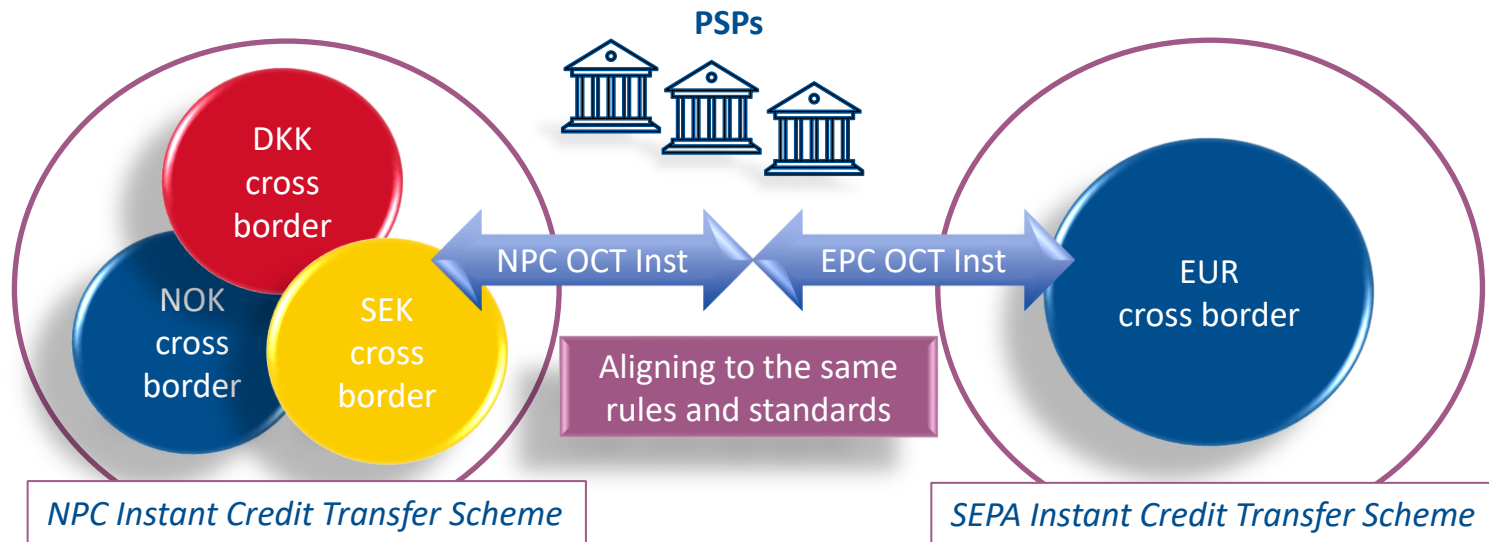 PSPs
DKK
cross
border
NOK
cross
border
SEK
cross
border
NPC OCT Inst
EPC OCT Inst
Aligning to the same
rules and standards
EUR
cross border
NPC Instant Credit Transfer Scheme
SEPA Instant Credit Transfer Scheme